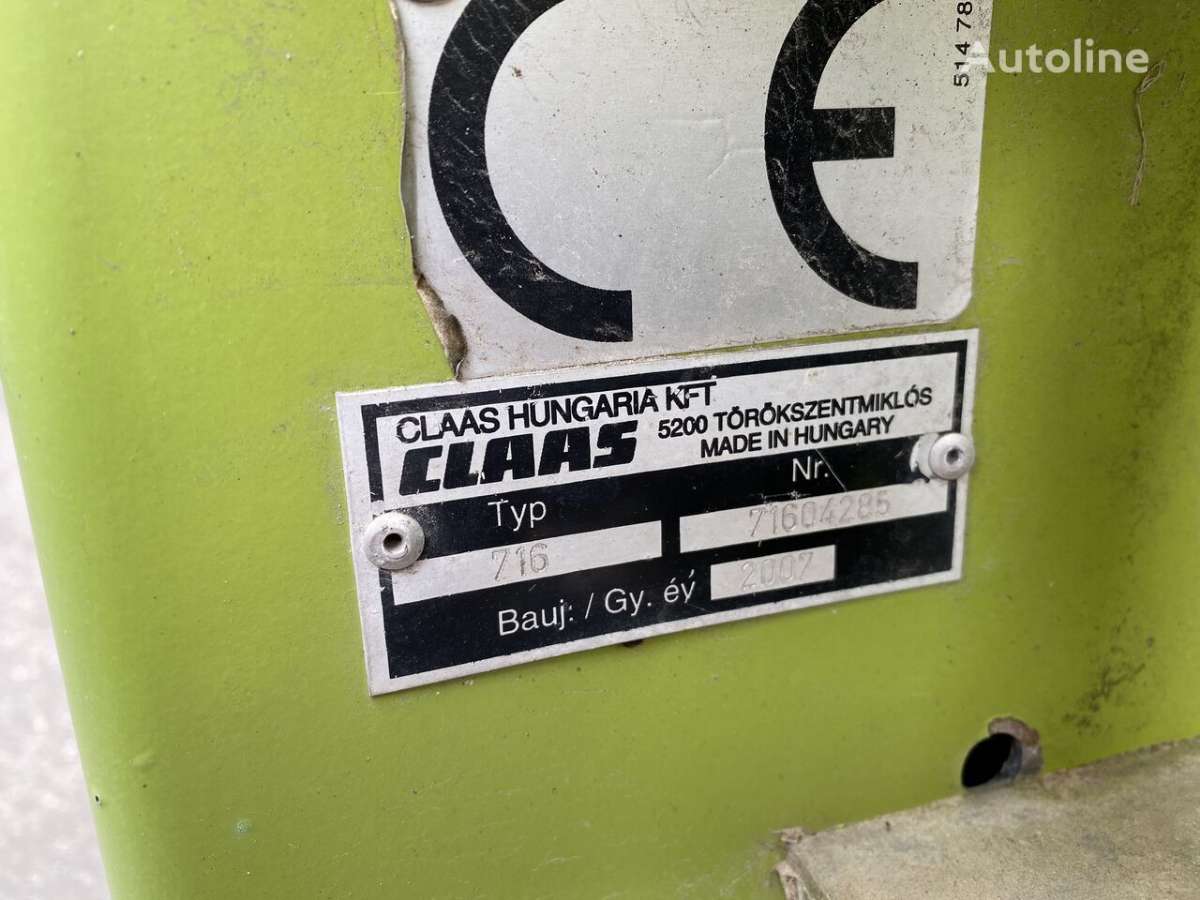 CE
514 78
Autoline
CLAAS HUNGARIA KFT
CLAAS
5200 TÖRÖKSZENTMIKLÓS
MADE IN HUNGARY
Typ
Nr.
716
71604285
Bauj. / Gy. év
2007